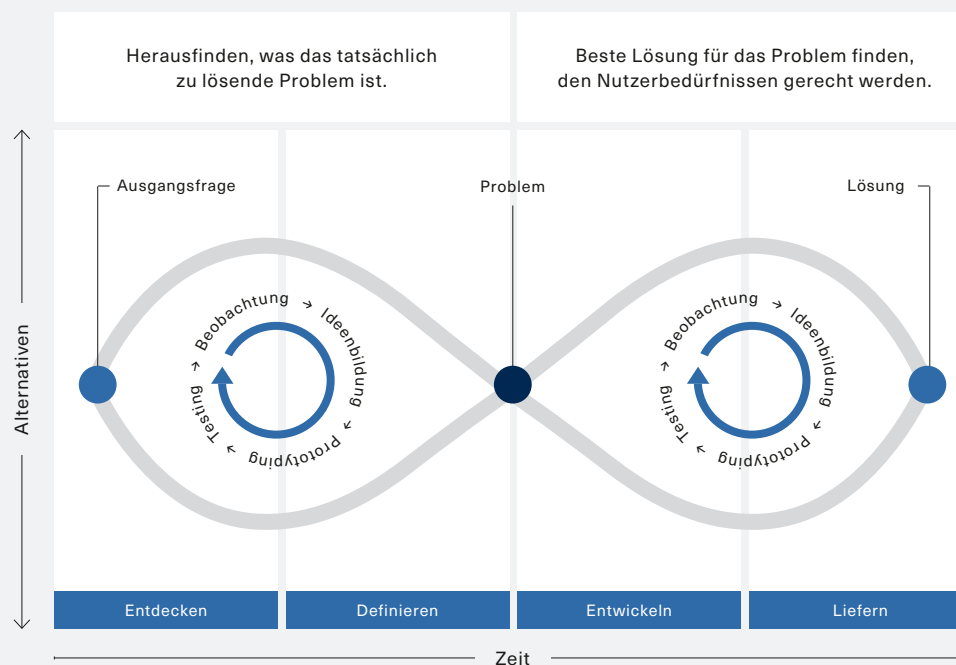 Herausfinden, was das tatsächlich
zu lösende Problem ist.
Beste Lösung für das Problem finden,
den Nutzerbedürfnissen gerecht werden.
Alternativen
Ausgangsfrage
Problem
Lösung
→ Beobachtung → Ideenbildung → Prototyping → Testing
→ Beobachtung → Ideenbildung → Prototyping → Testing
Entdecken
Definieren
Entwickeln
Liefern
Zeit